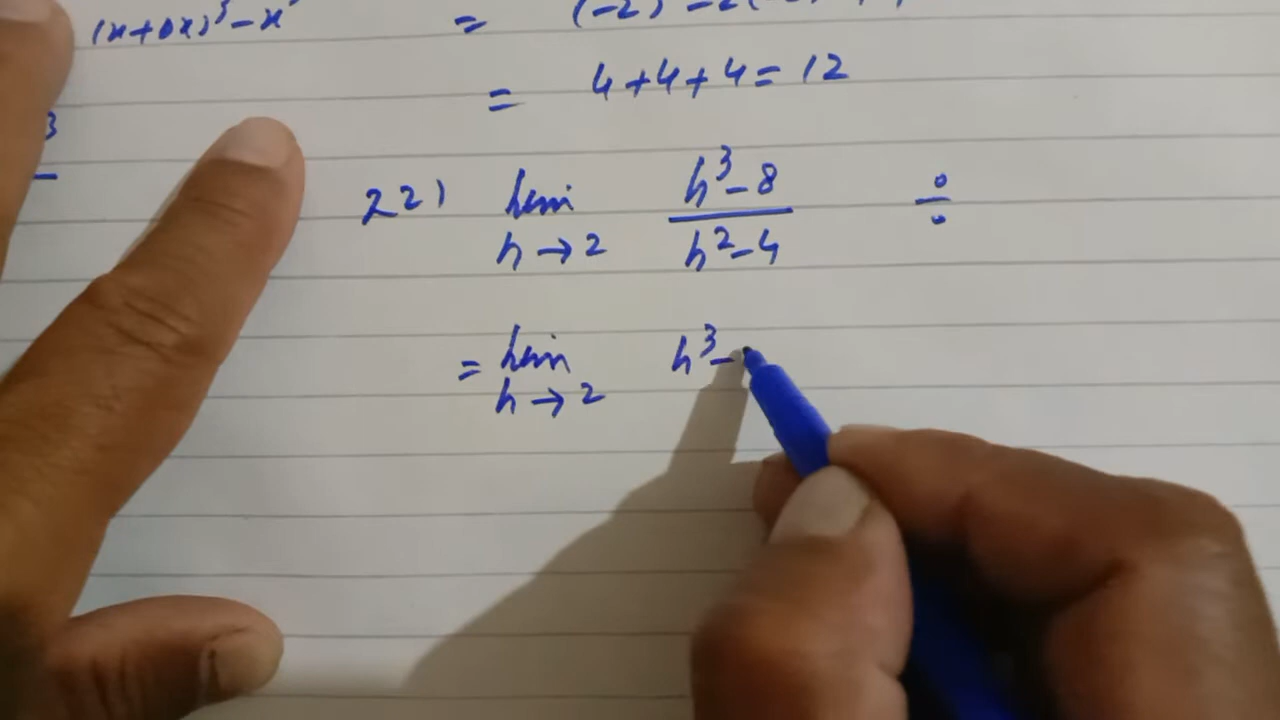 (x+Δx)³-x³ =
= 4+4+4=12
22) lim h³-8 0/0
h→2 h²-4
= lim h³-
h→2